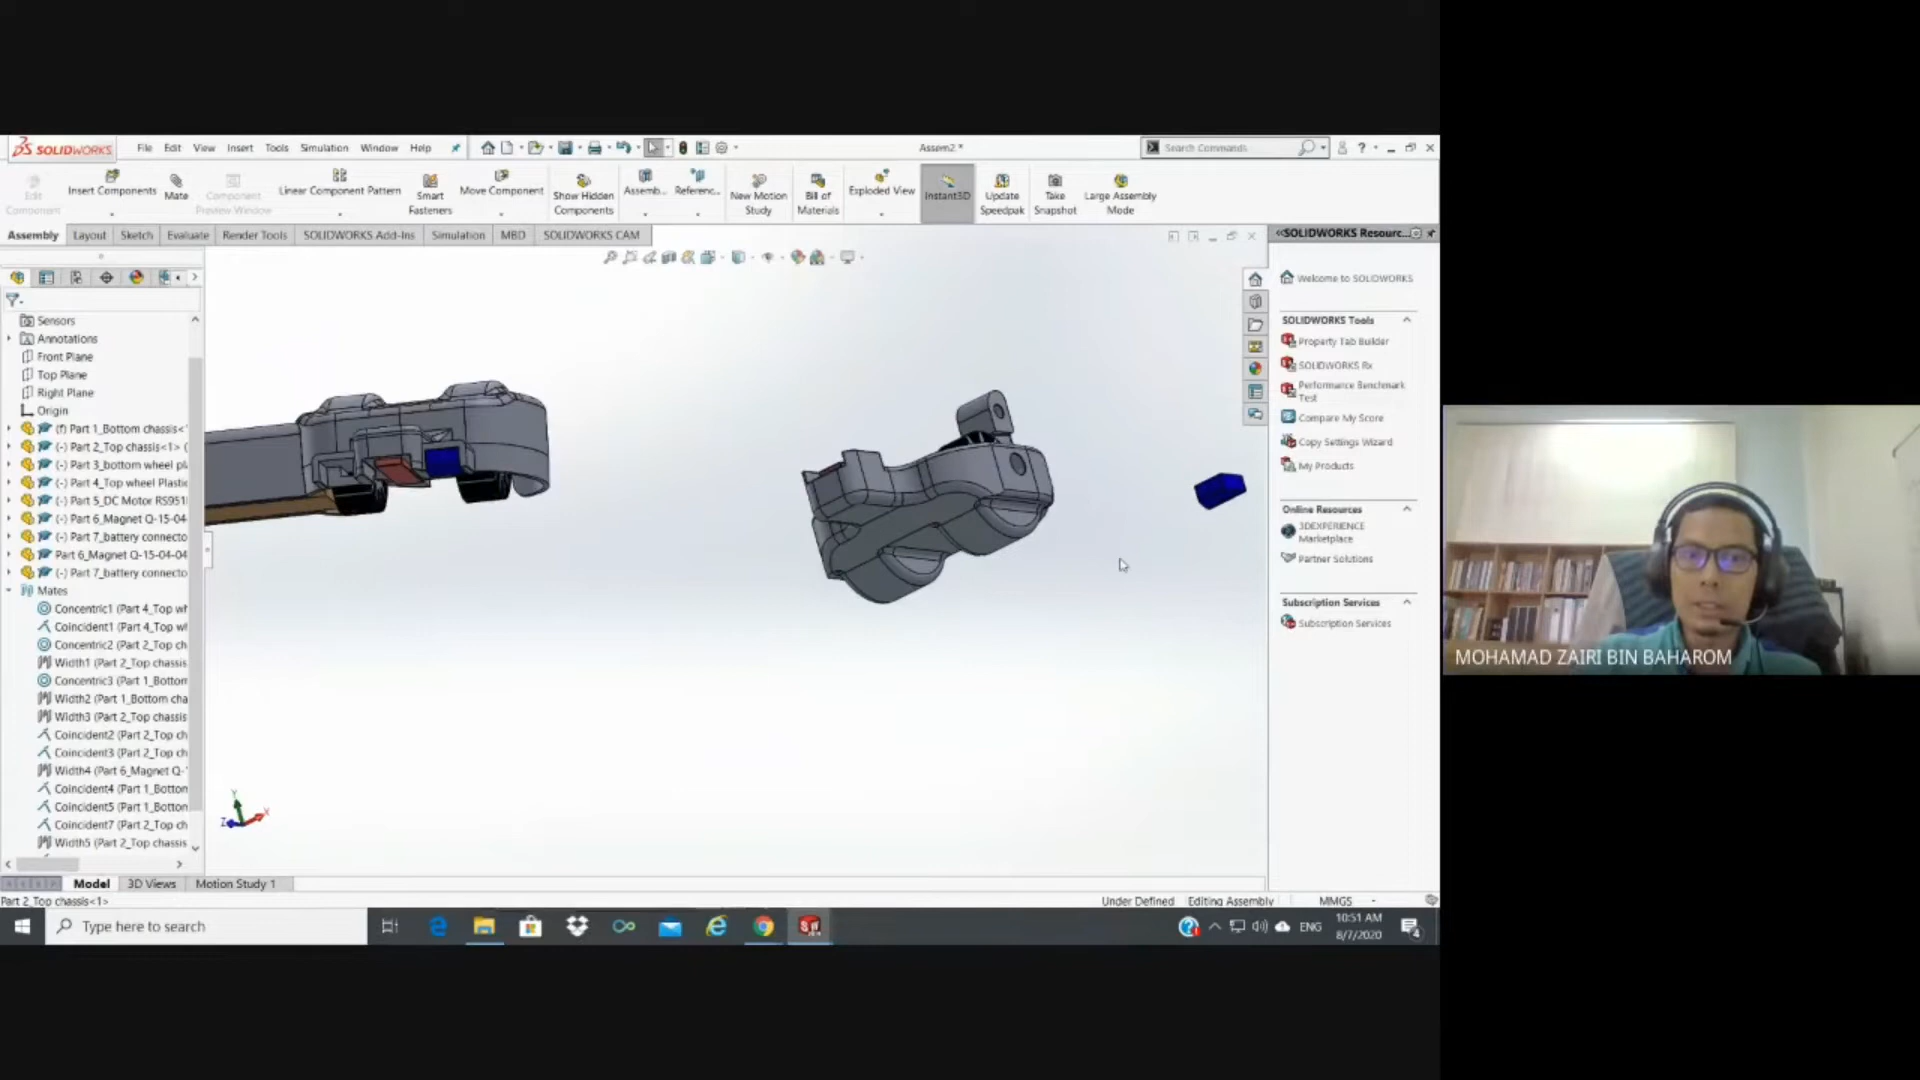 SOLIDWORKS File Edit View Insert Tools Simulation Window Help Assem2 * Search Commands
Edit Component
Insert Components
Mate
Component Preview Window
Linear Component Pattern
Smart Fasteners
Move Component
Show Hidden Components
Assemb...
Referenc...
New Motion Study
Bill of Materials
Exploded View
Instant3D
Update Speedpak
Take Snapshot
Large Assembly Mode
Assembly Layout Sketch Evaluate Render Tools SOLIDWORKS Add-Ins Simulation MBD SOLIDWORKS CAM
Sensors
Annotations
Front Plane
Top Plane
Right Plane
Origin
(f) Part 1_Bottom chassis<
(-) Part 2_Top chassis<1> (
(-) Part 3_bottom wheel pl
(-) Part 4_Top wheel Plasti
(-) Part 5_DC Motor RS951
(-) Part 6_Magnet Q-15-04-
(-) Part 7_battery connecto
Part 6_Magnet Q-15-04-04
(-) Part 7_battery connecto
Mates
Concentric1 (Part 4_Top wh
Coincident1 (Part 4_Top wh
Concentric2 (Part 2_Top ch
Width1 (Part 2_Top chassis
Concentric3 (Part 1_Bottom
Width2 (Part 1_Bottom cha
Width3 (Part 2_Top chassis
Coincident2 (Part 2_Top ch
Coincident3 (Part 2_Top ch
Width4 (Part 6_Magnet Q-
Coincident4 (Part 1_Bottom
Coincident5 (Part 1_Bottom
Coincident7 (Part 2_Top ch
Width5 (Part 2_Top chassis
Y
X
Z
SOLIDWORKS Resourc...
Welcome to SOLIDWORKS
SOLIDWORKS Tools
Property Tab Builder
SOLIDWORKS Rx
Performance Benchmark
Test
Compare My Score
Copy Settings Wizard
My Products
Online Resources
3DEXPERIENCE
Marketplace
Partner Solutions
Subscription Services
Subscription Services
MOHAMAD ZAIRI BIN BAHAROM
Model 3D Views Motion Study 1
Part 2_Top chassis<1> Under Defined Editing Assembly MMGS
Type here to search
ENG
10:51 AM
8/7/2020
4